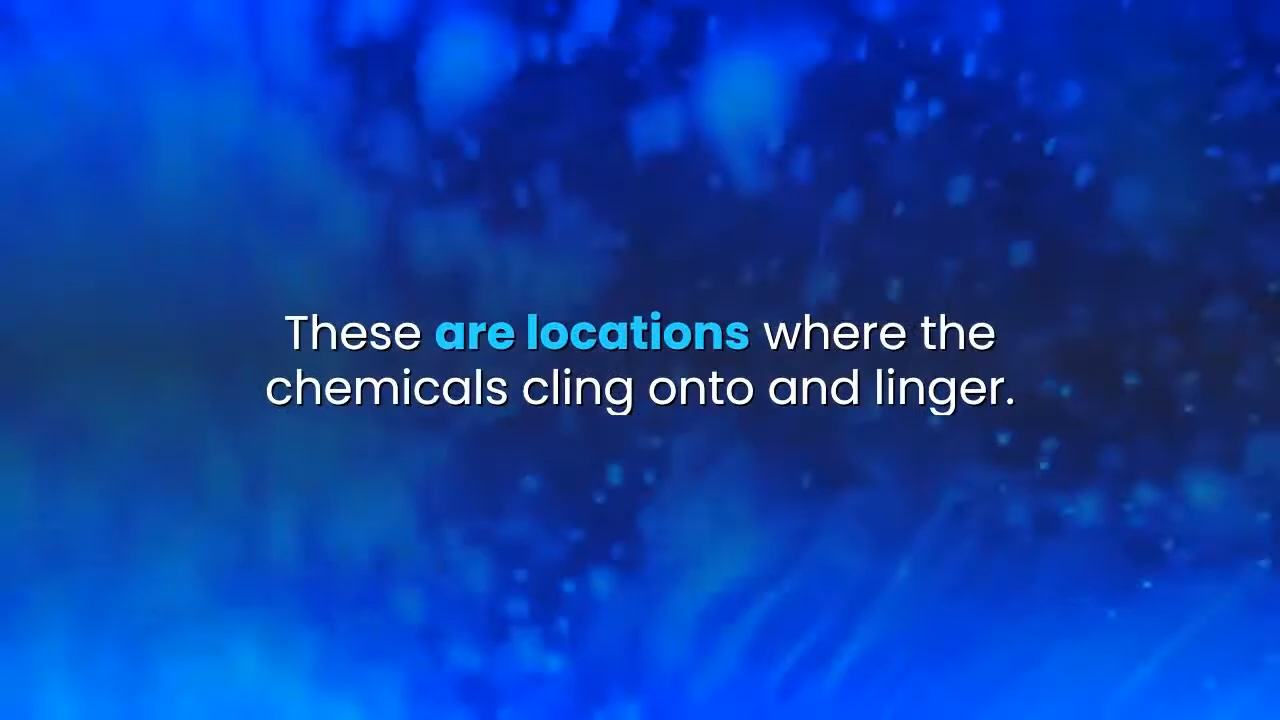 These are locations where the
chemicals cling onto and linger.